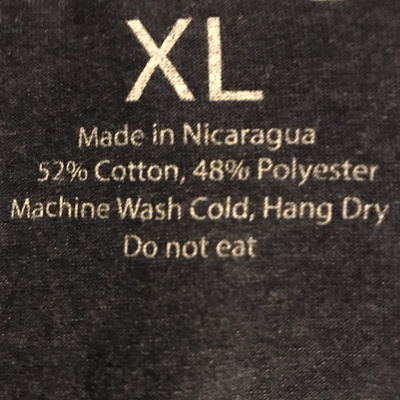 XL
Made in Nicaragua
52% Cotton, 48% Polyester
Machine Wash Cold, Hang Dry
Do not eat